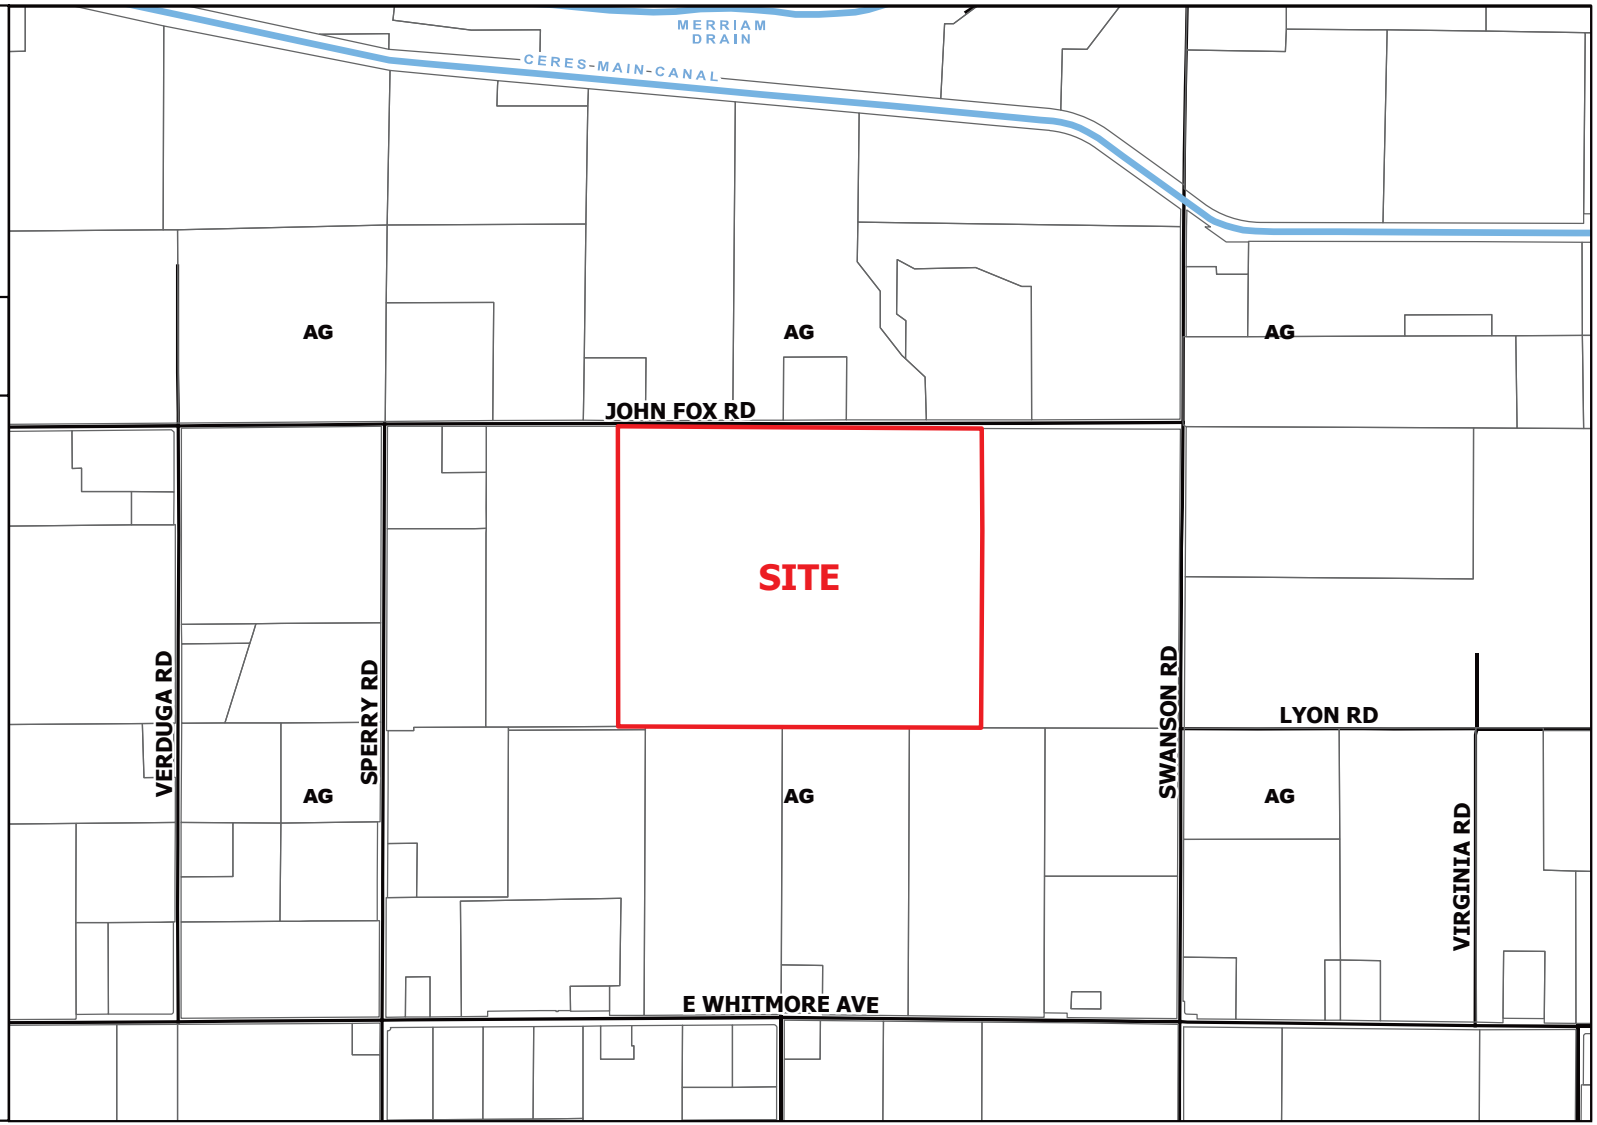 MERRIAM
DRAIN
CERES-MAIN-CANAL
AG
AG
AG
JOHN FOX RD
SITE
VERDUGA RD
SPERRY RD
SWANSON RD
LYON RD
AG
AG
AG
VIRGINIA RD
E WHITMORE AVE